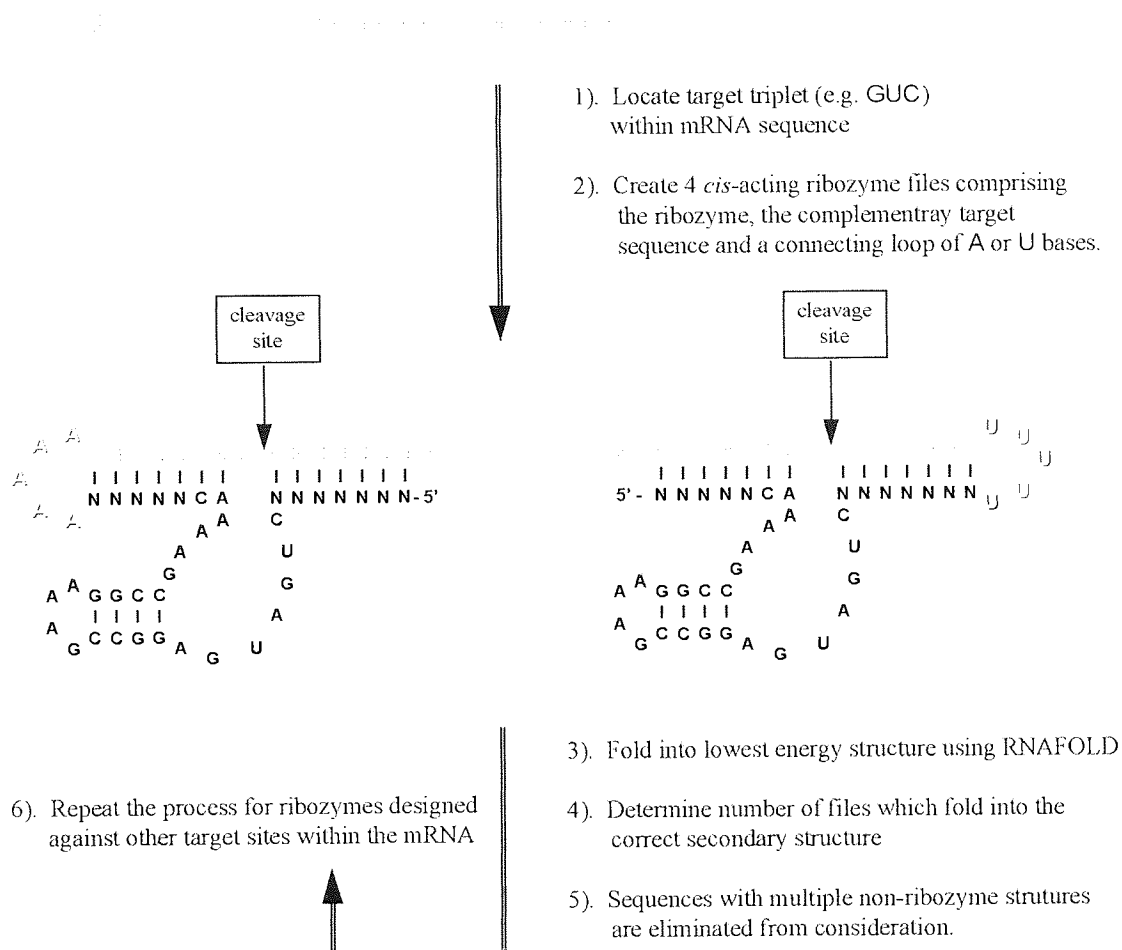 1). Locate target triplet (e.g. GUC)
within mRNA sequence
2). Create 4 cis-acting ribozyme files comprising
the ribozyme, the complementray target
sequence and a connecting loop of A or U bases.
cleavage
site
A A
A
A A
N N N N N C A N N N N N N N - 5'
A C
A
A U
G G
A A G G C C A
A G C C G G A G U
cleavage
site
U U
U
U U
5' - N N N N N C A N N N N N N N
A C
A
A U
G G
A A G G C C A
A G C C G G A G U
3). Fold into lowest energy structure using RNAFOLD
4). Determine number of files which fold into the
correct secondary structure
5). Sequences with multiple non-ribozyme strutures
are eliminated from consideration.
6). Repeat the process for ribozymes designed
against other target sites within the mRNA